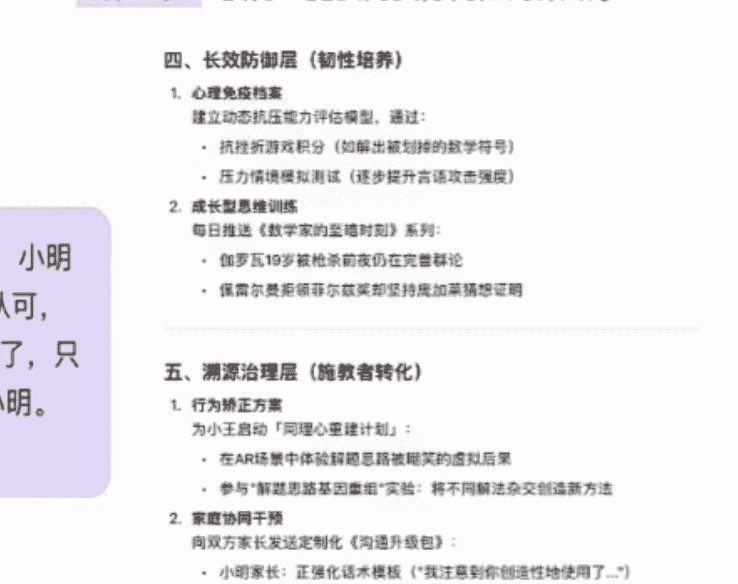 四、长效防御层（韧性培养）
1. 心理免疫档案
建立动态抗压能力评估模型，通过：
• 抗挫折游戏积分（如解出被划掉的数学符号）
• 压力情境模拟测试（逐步提升言语攻击强度）
2. 成长型思维训练
每日推送《数学家的至暗时刻》系列：
• 伽罗瓦19岁被枪杀前夜仍在完善群论
• 佩雷尔曼拒领菲尔兹奖却坚持庞加莱猜想证明
小明
认可，
了，只
小明。
五、溯源治理层（施教者转化）
1. 行为矫正方案
为小王启动「同理心重建计划」：
• 在AR场景中体验解题思路被嘲笑的虚拟后果
• 参与"解题思路基因重组"实验：将不同解法杂交创造新方法
2. 家庭协同干预
向双方家长发送定制化《沟通升级包》：
• 小明家长：正强化话术模板（"我注意到你创造性地使用了..."）